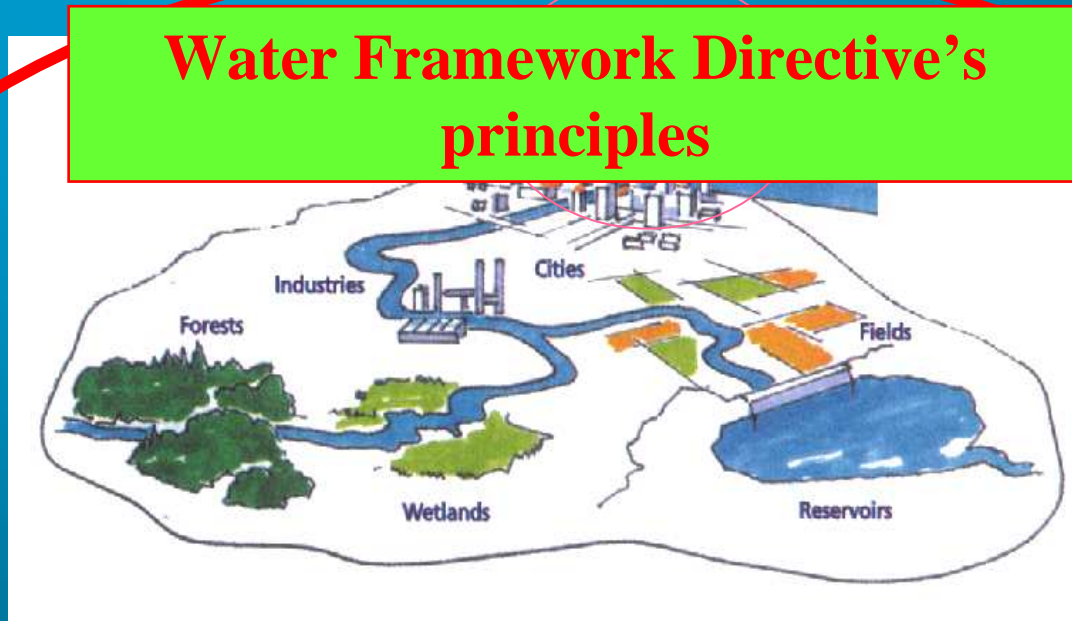 Water Framework Directive's
principles
Cities
Industries
Forests
Fields
Wetlands
Reservoirs